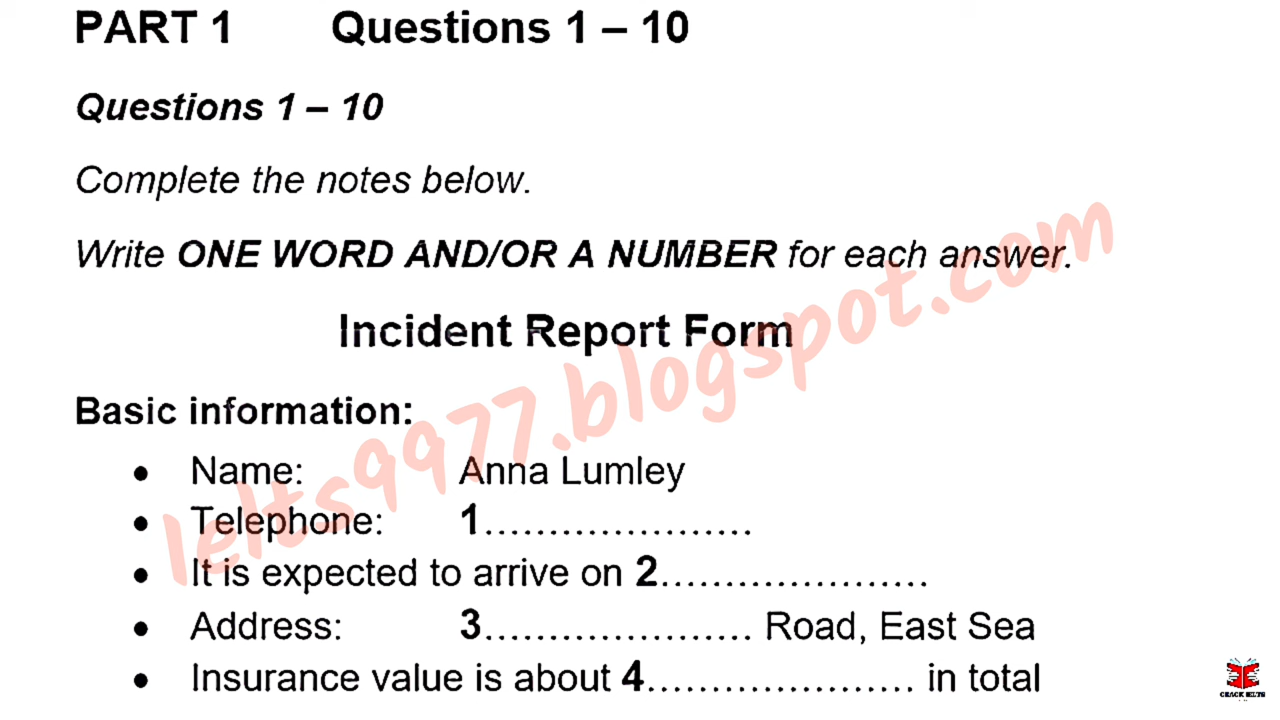 PART 1 Questions 1 – 10
Questions 1 – 10
Complete the notes below.
Write ONE WORD AND/OR A NUMBER for each answer.
Incident Report Form
Ielts9977.blogspot.com
Basic information:
• Name: Anna Lumley
• Telephone: 1.....................
• It is expected to arrive on 2.....................
• Address: 3..................... Road, East Sea
• Insurance value is about 4..................... in total
CRACK IELTS